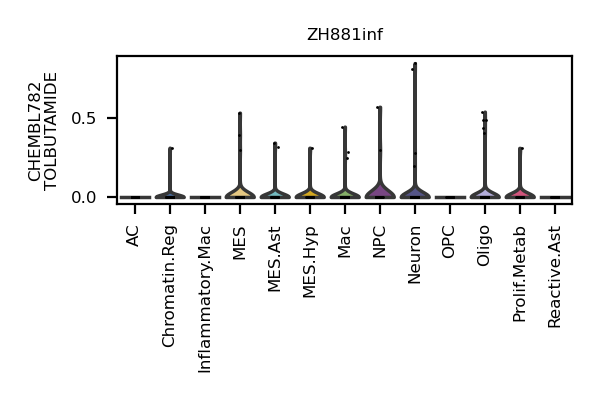 ZH881inf
CHEMBL782
TOLBUTAMIDE
0.5
0.0
AC
Chromatin.Reg
Inflammatory.Mac
MES
MES.Ast
MES.Hyp
Mac
NPC
Neuron
OPC
Oligo
Prolif.Metab
Reactive.Ast